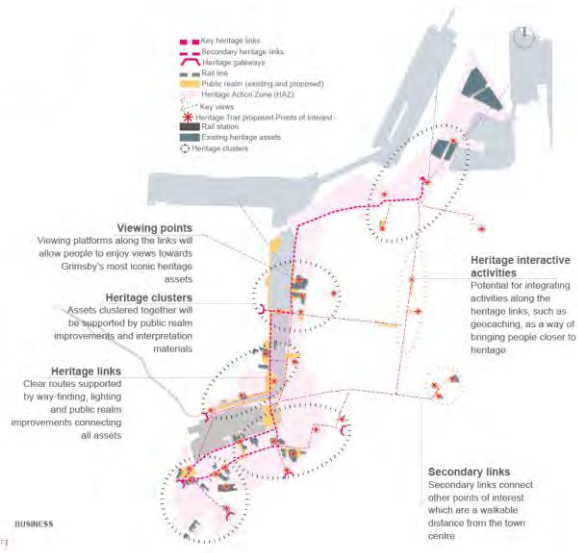 Key heritage links
Secondary heritage links
Heritage gateways
Rail line
Public realm (existing and proposed)
Heritage Action Zone (HAZ)
Key views
Heritage Trail proposed Points of Interest
Rail station
Existing heritage assets
Heritage clusters
Viewing points
Viewing platforms along the links will
allow people to enjoy views towards
Grimsby's most iconic heritage
assets
Heritage clusters
Assets clustered together will
be supported by public realm
improvements and interpretation
materials
Heritage links
Clear routes supported
by way-finding, lighting
and public realm
improvements connecting
all assets
Heritage interactive
activities
Potential for integrating
activities along the
heritage links, such as
geocaching, as a way of
bringing people closer to
heritage
Secondary links
Secondary links connect
other points of interest
which are a walkable
distance from the town
centre
BUSINESS